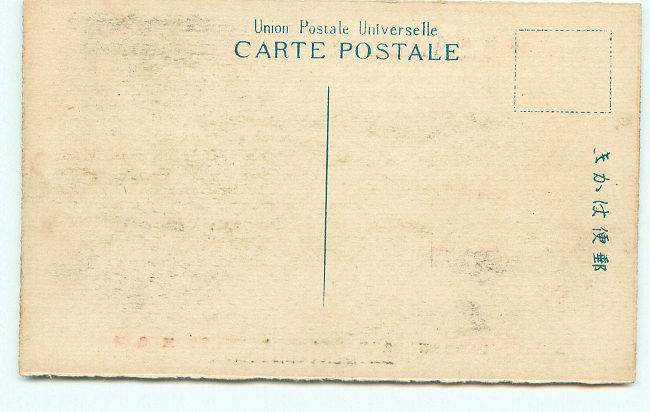 Union Postale Universelle
CARTE POSTALE
郵便はかき